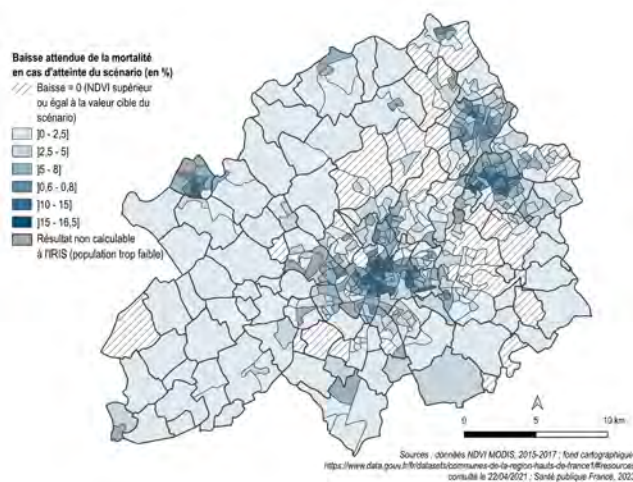 Baisse attendue de la mortalité
en cas d'atteinte du scénario (en %)
Baisse = 0 (NDVI supérieur
ou égal à la valeur cible du
scénario)
]0 - 2,5]
]2,5 - 5]
]5 - 8]
]0,6 - 0,8]
]10 - 15]
]15 - 16,5]
Résultat non calculable
à l'IRIS (population trop faible)
0 5 10 km
Sources : données NDVI MODIS, 2015-2017 ; fond cartographique
https://www.data.gouv.fr/fr/datasets/communes-de-la-region-hauts-de-france1/#resources
consulté le 22/04/2021 ; Santé publique France, 2023